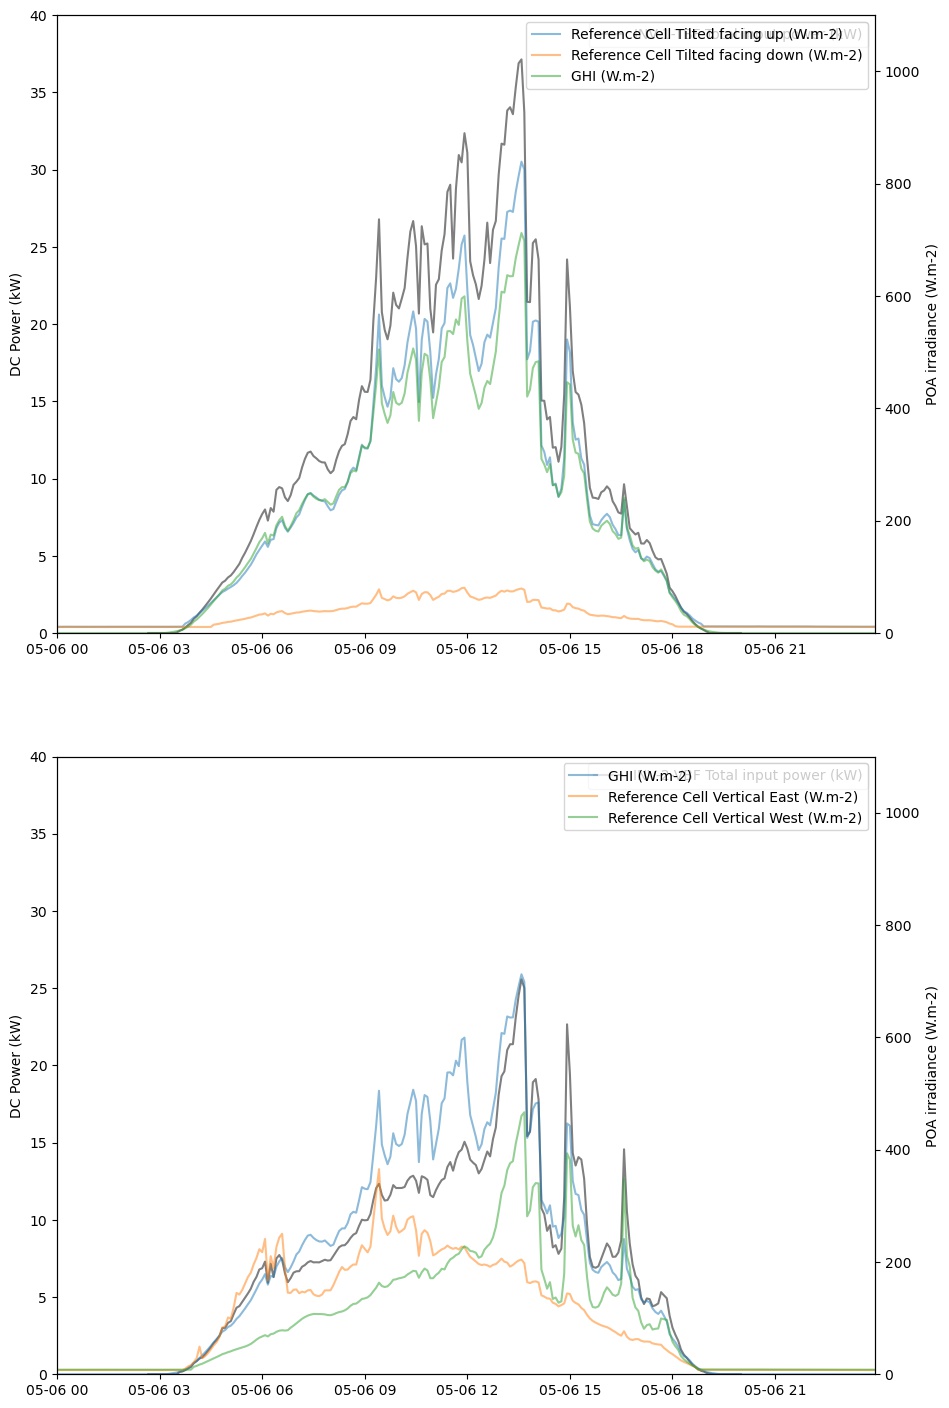 40
35
30
25
20
15
10
5
0
DC Power (kW)
Reference Cell Tilted facing up (W.m-2)
Reference Cell Tilted facing down (W.m-2)
GHI (W.m-2)
1000
800
600
400
200
0
POA irradiance (W.m-2)
05-06 00 05-06 03 05-06 06 05-06 09 05-06 12 05-06 15 05-06 18 05-06 21
40
35
30
25
20
15
10
5
0
DC Power (kW)
GHI (W.m-2) Total input power (kW)
Reference Cell Vertical East (W.m-2)
Reference Cell Vertical West (W.m-2)
1000
800
600
400
200
0
POA irradiance (W.m-2)
05-06 00 05-06 03 05-06 06 05-06 09 05-06 12 05-06 15 05-06 18 05-06 21